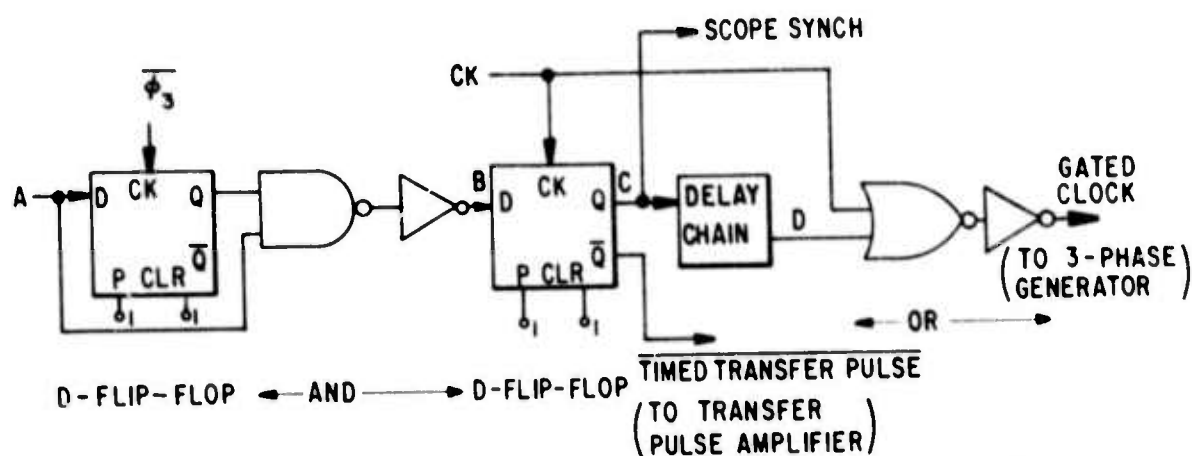 SCOPE SYNCH
φ̅₃
CK
A
D CK Q
Q̅
P CLR
1 1
B
D CK Q
Q̅
P CLR
1 1
C
DELAY
CHAIN
D
GATED
CLOCK
(TO 3-PHASE
GENERATOR)
OR
D-FLIP-FLOP
AND
D-FLIP-FLOP
TIMED TRANSFER PULSE
(TO TRANSFER
PULSE AMPLIFIER)